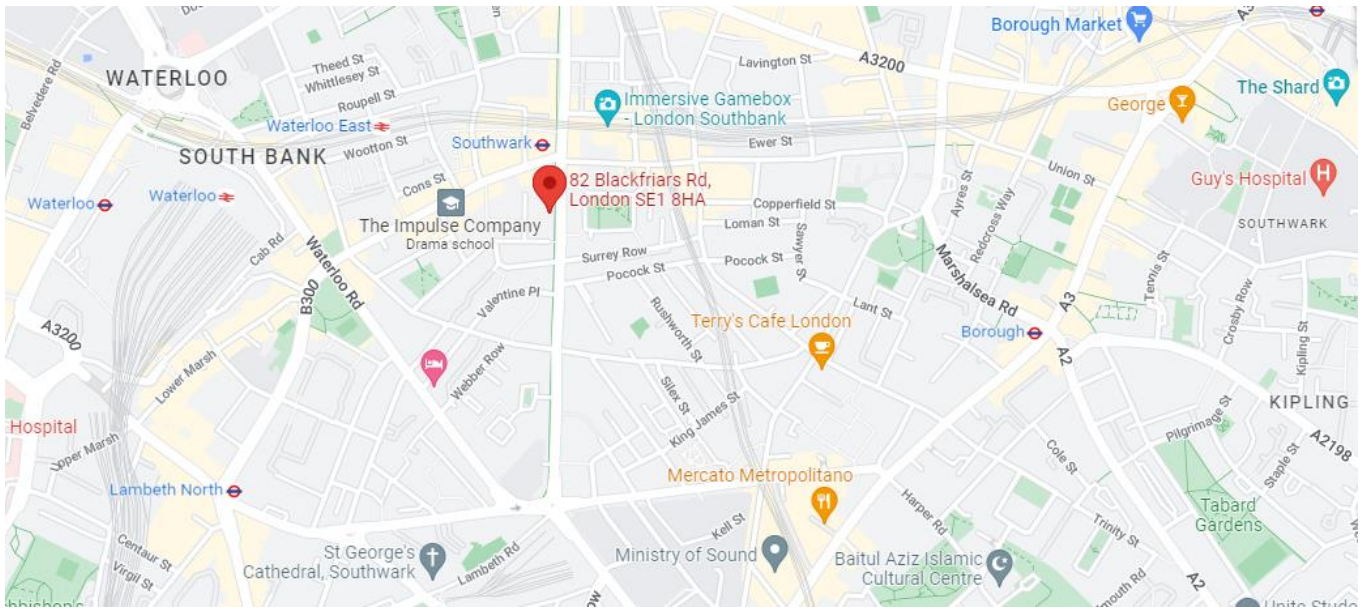 Borough Market
A3200
Lavington St
Theed St
Whittlesey St
WATERLOO
Belvedere Rd
Roupell St
The Shard
Immersive Gamebox
- London Southbank
George
Waterloo East
Wootton St
Southwark
Ewer St
SOUTH BANK
Cons St
Union St
82 Blackfriars Rd,
London SE1 8HA
Guy's Hospital
Waterloo
Waterloo
Ayres St
Redcross Way
Copperfield St
The Impulse Company
Drama school
Loman St
SOUTHWARK
Sawyer St
Cab Rd
Waterloo Rd
Surrey Row
Pocock St
Pocock St
Marshalsea Rd
Tennis St
A3
B300
Valentine Pl
Rushworth St
Lant St
Crosby Row
Kipling St
A3200
Terry's Cafe London
Borough
A2
Lower Marsh
Webber Row
Silex St
King James St
KIPLING
Hospital
Upper Marsh
Pilgrimage St
A2198
Cole St
Staple St
Mercato Metropolitano
Lambeth North
Harper Rd
Tabard
Gardens
Trinity St
Kell St
Centaur St
Virgil St
St George's
Cathedral, Southwark
Lambeth Rd
Ministry of Sound
Baitul Aziz Islamic
Cultural Centre
A2